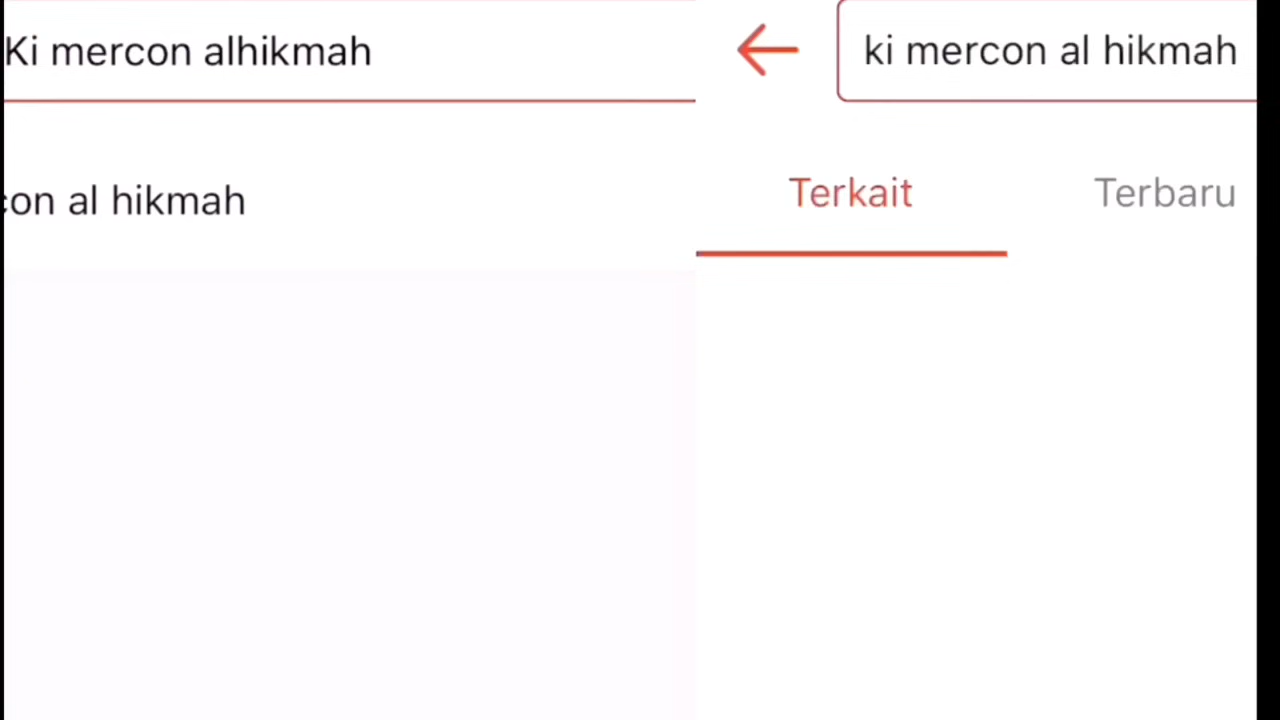 Ki mercon alhikmah
con al hikmah
ki mercon al hikmah
Terkait
Terbaru